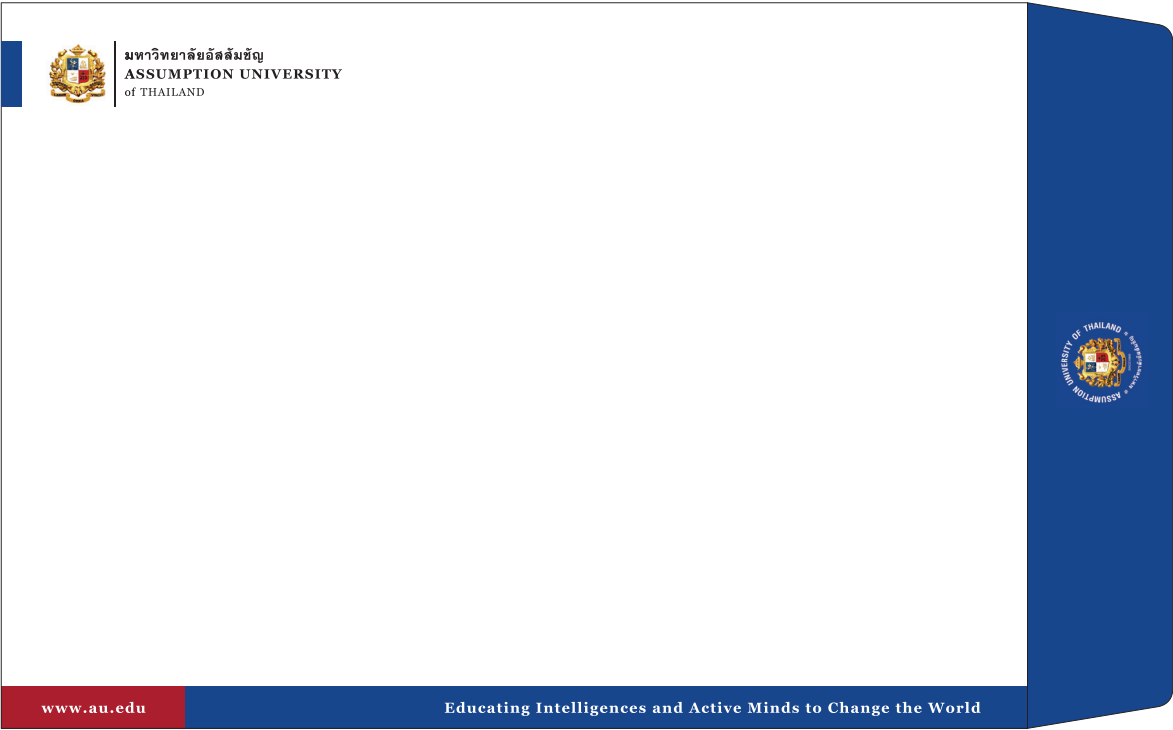 มหาวิทยาลัยอัสสัมชัญ
ASSUMPTION UNIVERSITY
of THAILAND
ASSUMPTION UNIVERSITY OF THAILAND
www.au.edu
Educating Intelligences and Active Minds to Change the World